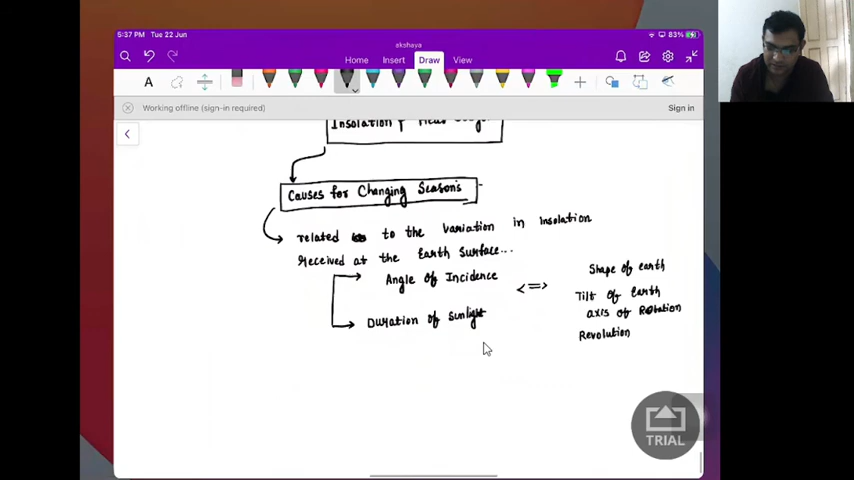 5:37 PM Tue 22 Jun
83%
akshaya
Home Insert Draw View
A
Working offline (sign-in required)
Sign in
Insolation &
Causes for Changing Seasons
related to the Variation in Insolation
received at the Earth Surface...
Angle of Incidence
Duration of sunlight
<=>
Shape of earth
Tilt of Earth
axis of Rotation
Revolution
TRIAL